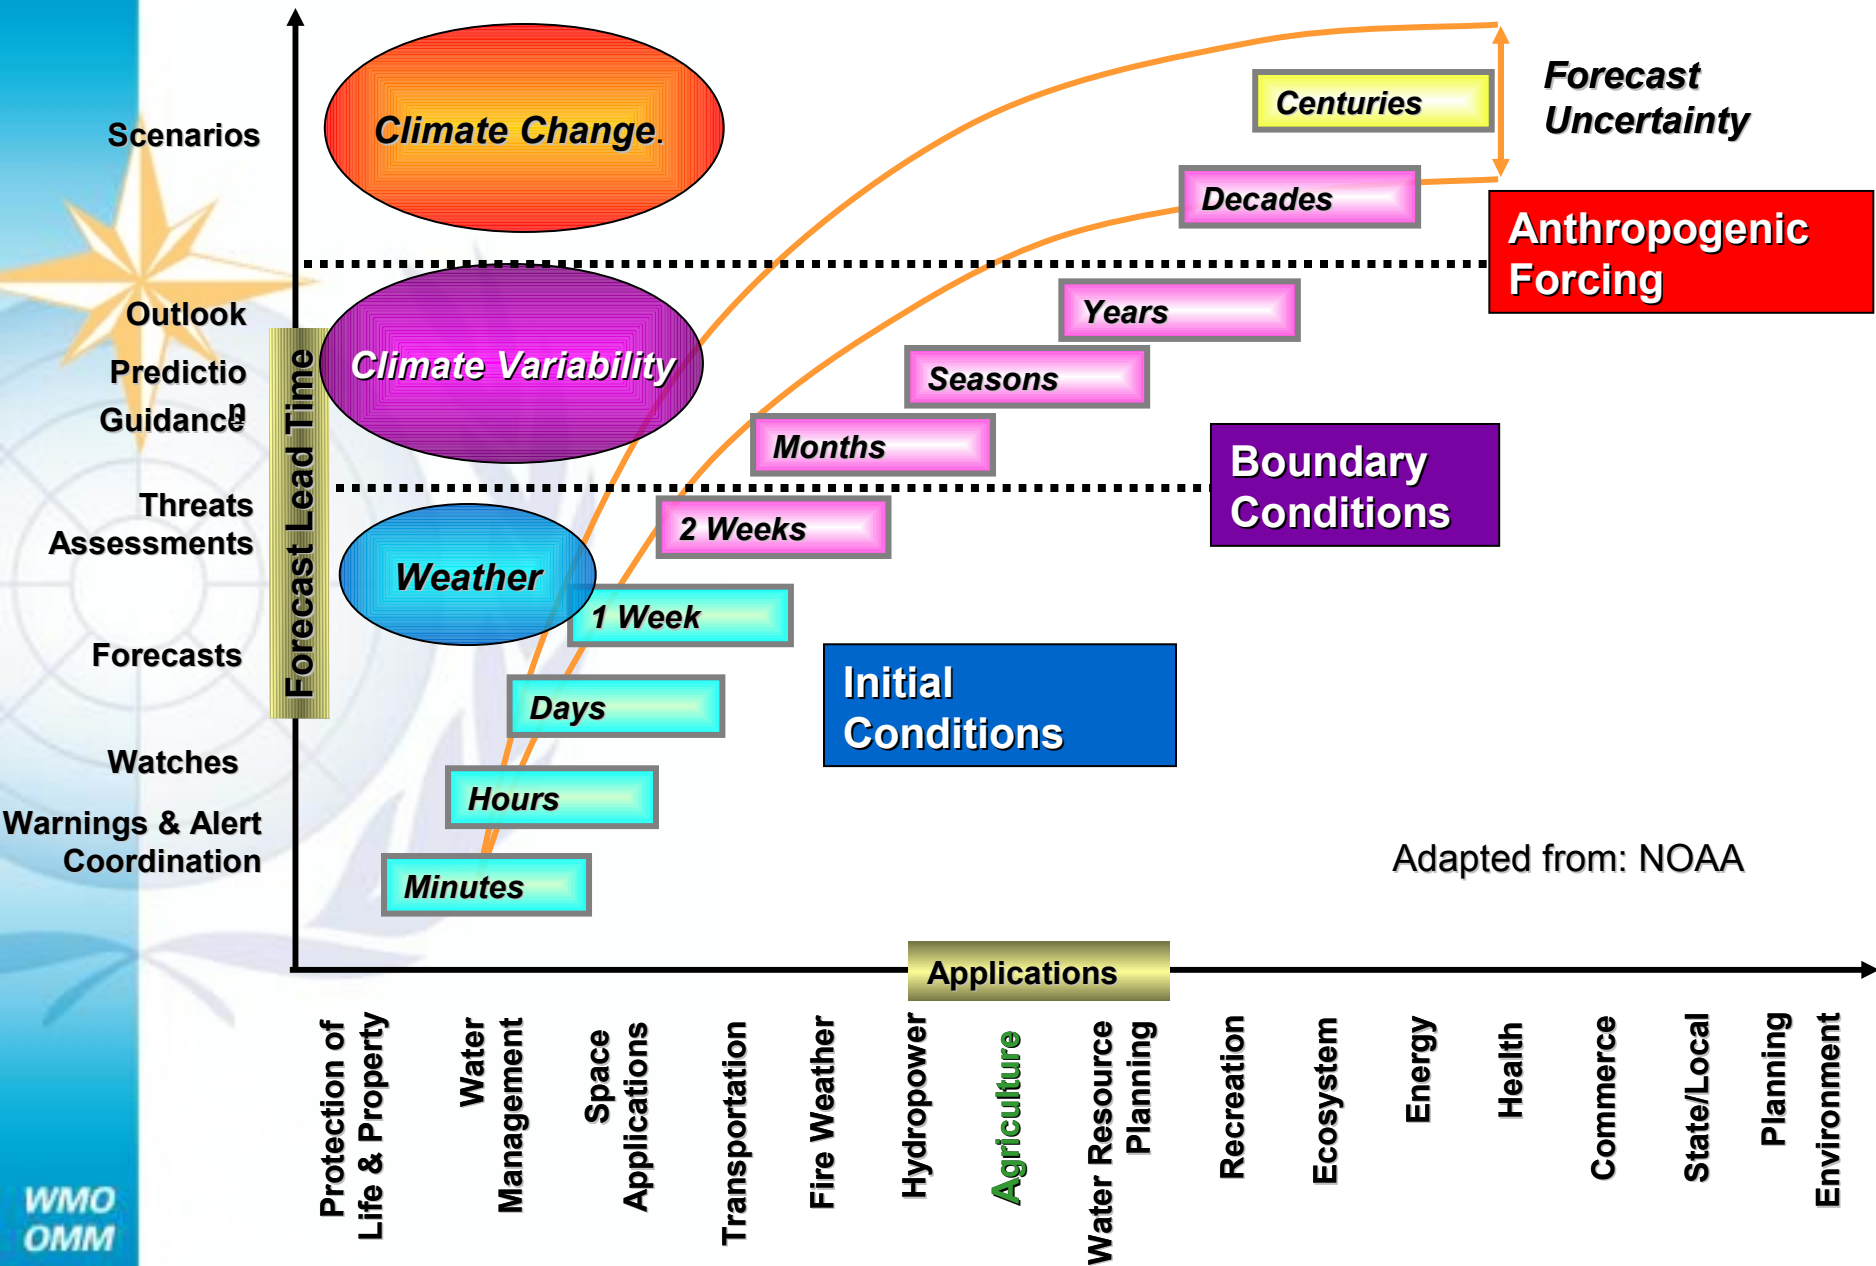 Scenarios
Climate Change.
Centuries
Forecast
Uncertainty
Decades
Anthropogenic
Forcing
Outlook
Predictio
n
Guidance
Forecast Lead Time
Climate Variability
Years
Seasons
Months
Boundary
Conditions
Threats
Assessments
2 Weeks
Weather
1 Week
Forecasts
Initial
Conditions
Days
Watches
Hours
Warnings & Alert
Coordination
Minutes
Adapted from: NOAA
Applications
Protection of
Life & Property
Water
Management
Space
Applications
Transportation
Fire Weather
Hydropower
Agriculture
Water Resource
Planning
Recreation
Ecosystem
Energy
Health
Commerce
State/Local
Planning
Environment
WMO
OMM